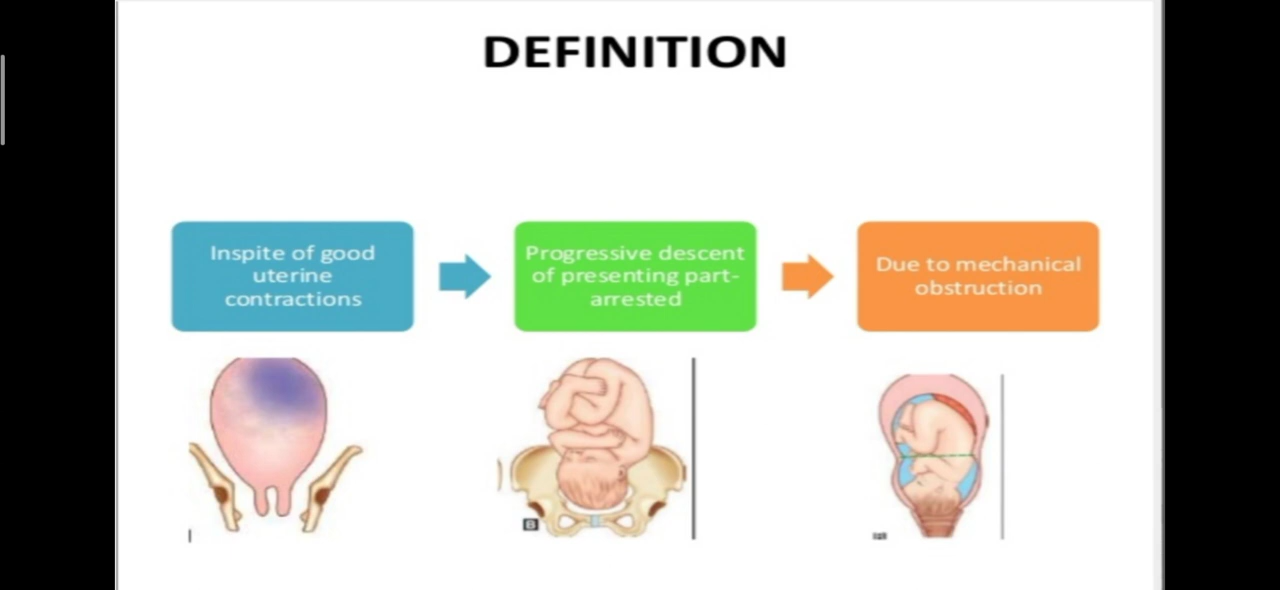 DEFINITION
Inspite of good
uterine
contractions
Progressive descent
of presenting part-
arrested
Due to mechanical
obstruction
B